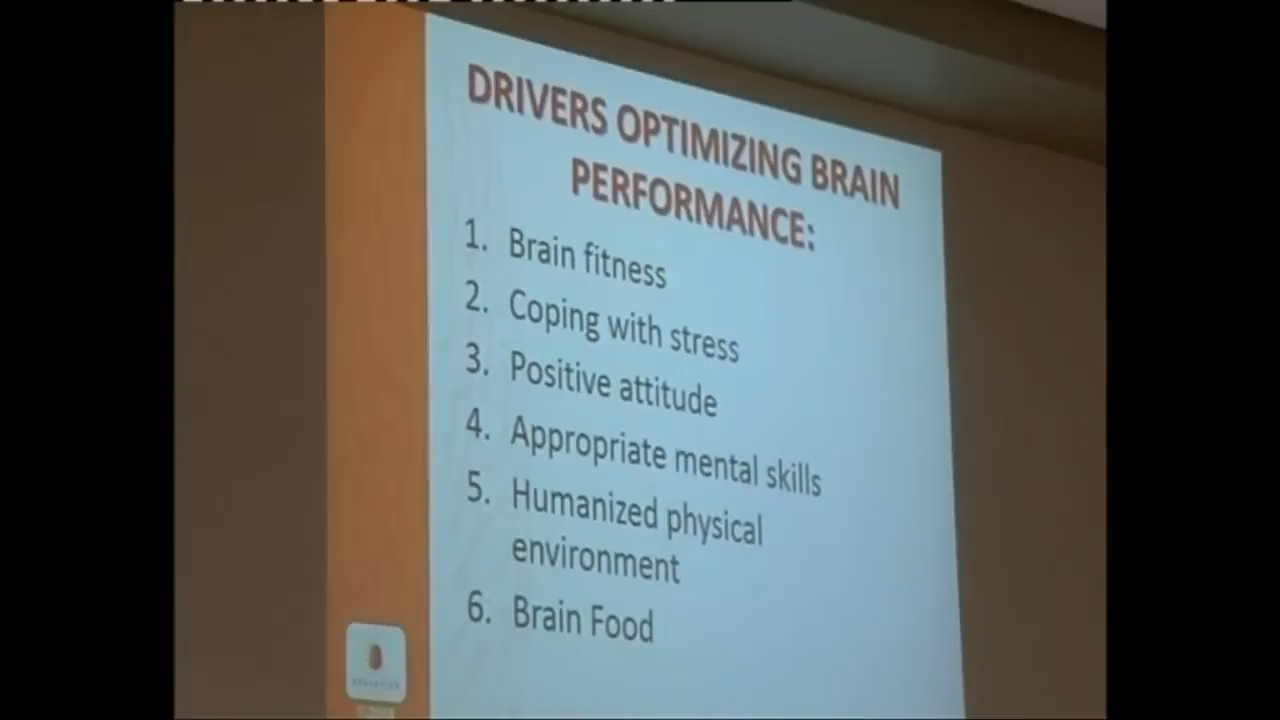 DRIVERS OPTIMIZING BRAIN
PERFORMANCE:
1. Brain fitness
2. Coping with stress
3. Positive attitude
4. Appropriate mental skills
5. Humanized physical
environment
6. Brain Food